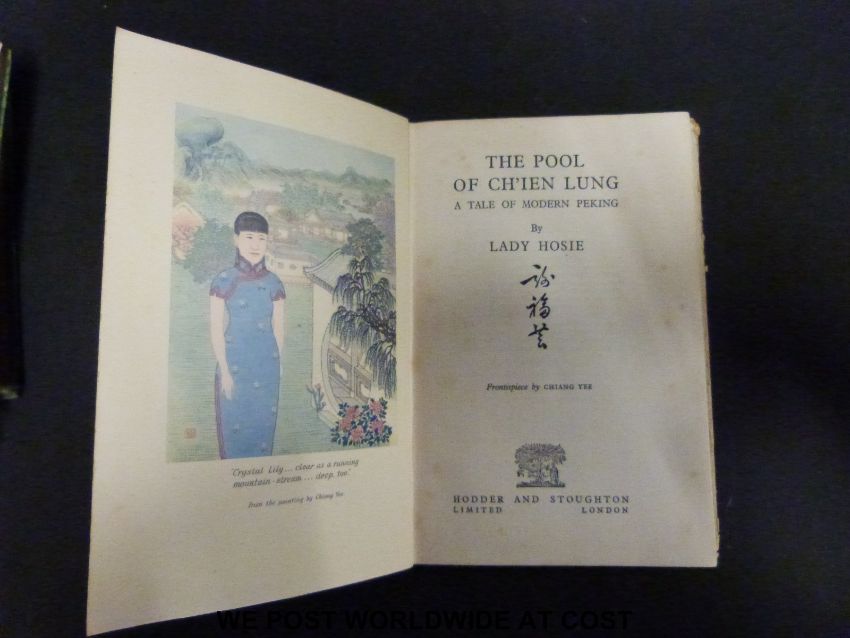 "Crystal Lily... clear as a running
mountain-stream... deep, too."
from the painting by Chiang Yee
THE POOL
OF CH'IEN LUNG
A TALE OF MODERN PEKING
By
LADY HOSIE
謝
福
芸
Frontispiece by CHIANG YEE
HODDER AND STOUGHTON
LIMITED LONDON
WE POST WORLDWIDE AT COST